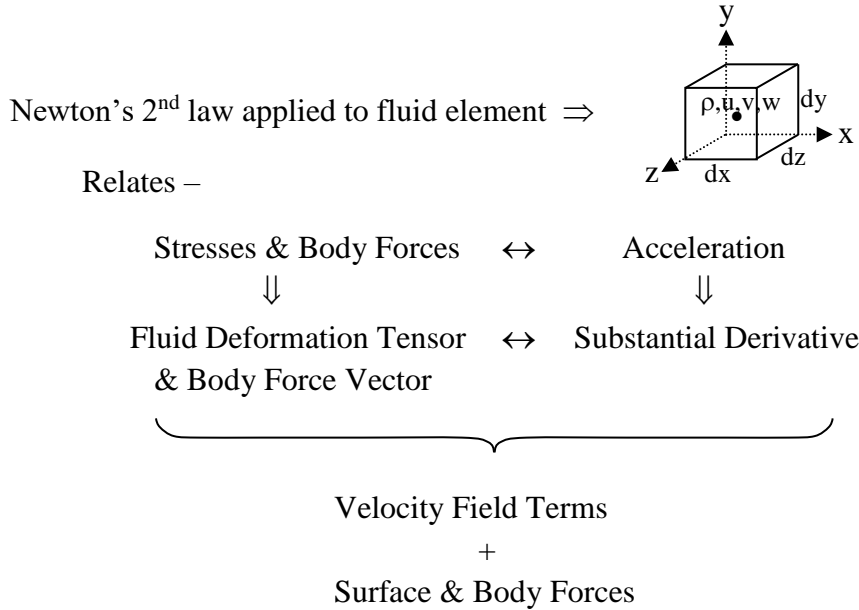 y
ρ,u,v,w
dy
Newton’s 2nd law applied to fluid element ⇒
x
dz
z
dx
Relates –
Stresses & Body Forces ↔ Acceleration
⇓ ⇓
Fluid Deformation Tensor ↔ Substantial Derivative
& Body Force Vector
Velocity Field Terms
+
Surface & Body Forces